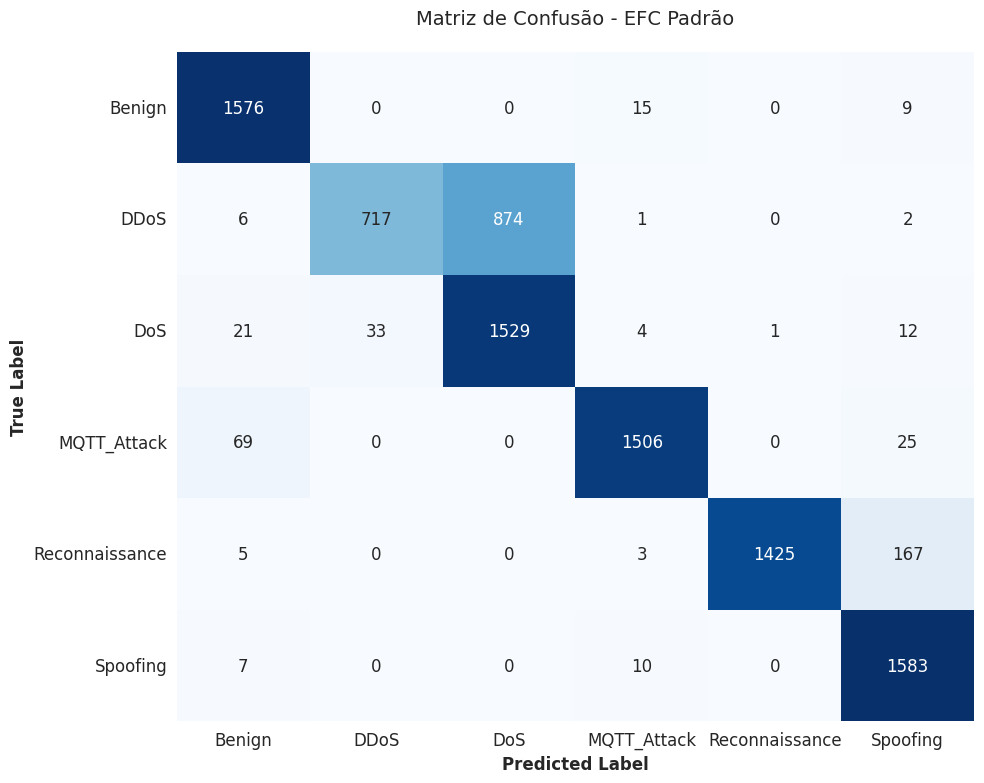 Matriz de Confusão - EFC Padrão
Benign 1576 0 0 15 0 9
DDoS 6 717 874 1 0 2
DoS 21 33 1529 4 1 12
MQTT_Attack 69 0 0 1506 0 25
Reconnaissance 5 0 0 3 1425 167
Spoofing 7 0 0 10 0 1583
True Label
Benign DDoS DoS MQTT_Attack Reconnaissance Spoofing
Predicted Label